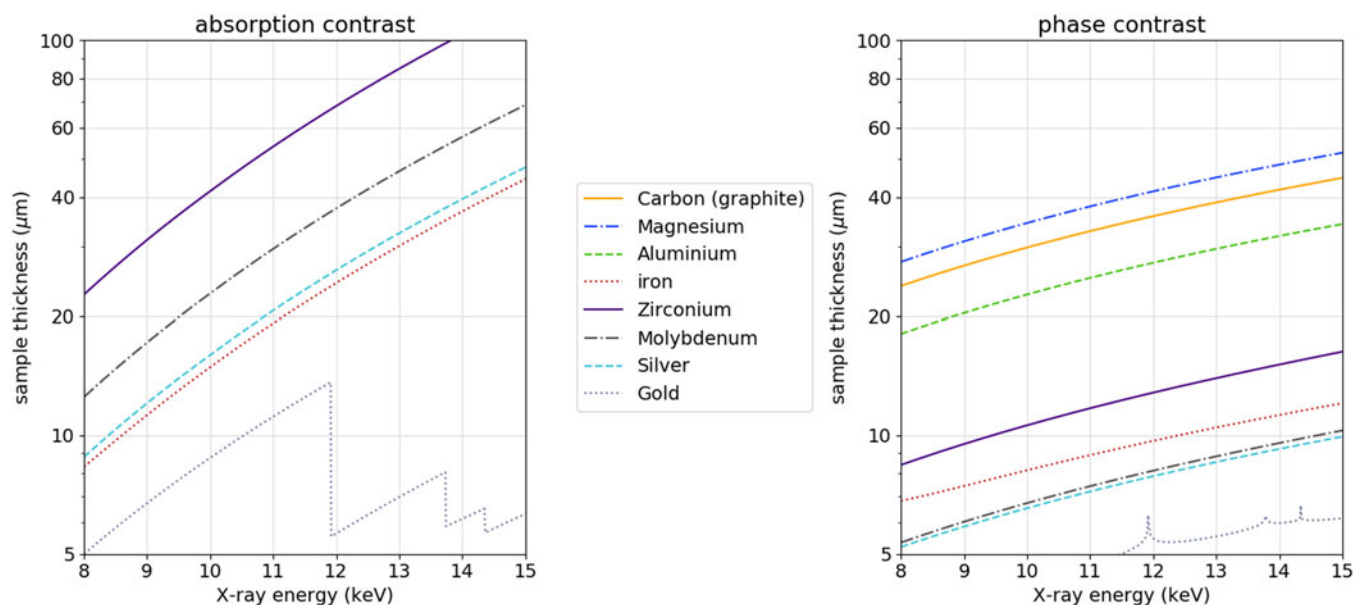 absorption contrast
100
80
60
40
20
10
5
sample thickness (μm)
8 9 10 11 12 13 14 15
X-ray energy (keV)
Carbon (graphite)
Magnesium
Aluminium
iron
Zirconium
Molybdenum
Silver
Gold
phase contrast
100
80
60
40
20
10
5
sample thickness (μm)
8 9 10 11 12 13 14 15
X-ray energy (keV)